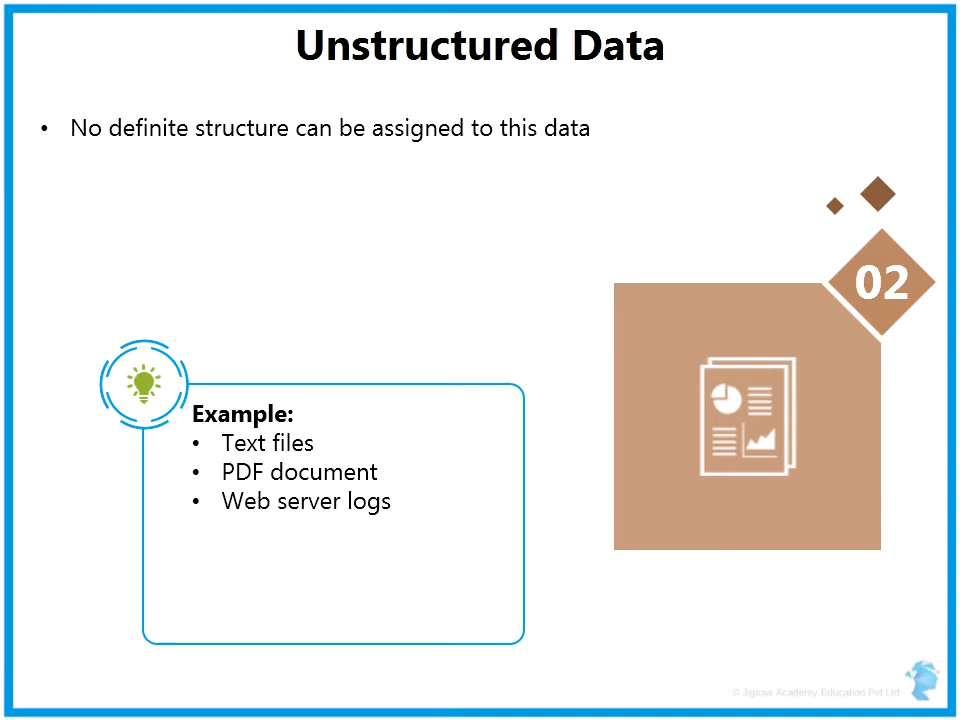 Unstructured Data
• No definite structure can be assigned to this data
02
Example:
• Text files
• PDF document
• Web server logs
© Jigsaw Academy Education Pvt Ltd